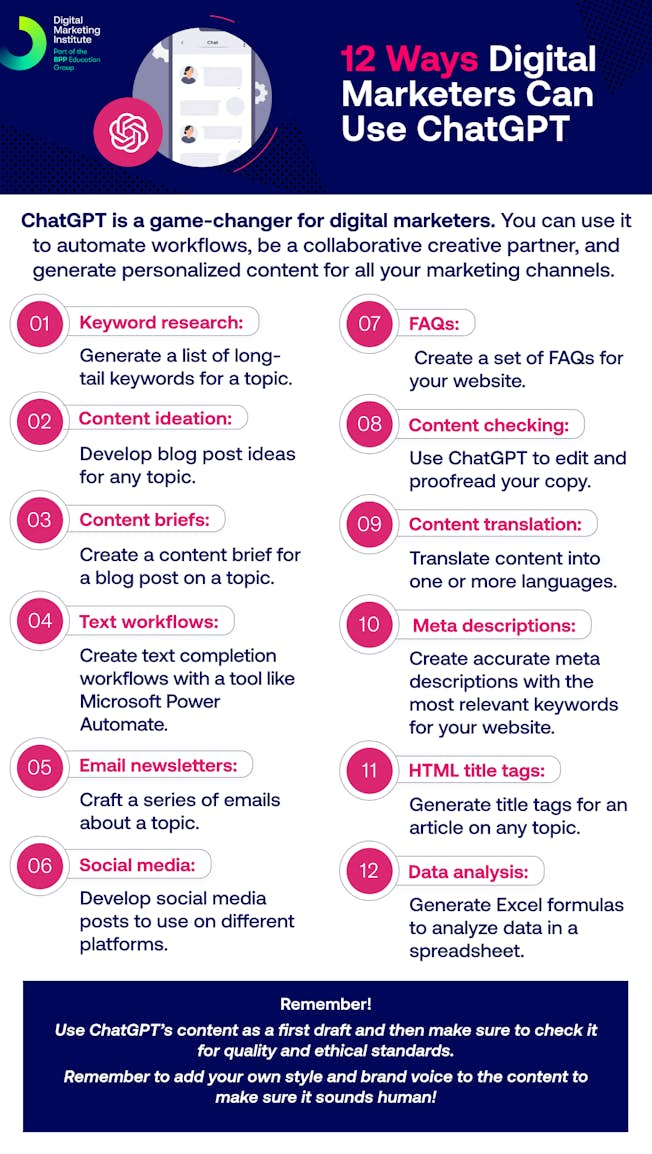 Digital
Marketing
Institute
Part of the
BPP Education
Group
Chat
12 Ways Digital
Marketers Can
Use ChatGPT
ChatGPT is a game-changer for digital marketers. You can use it
to automate workflows, be a collaborative creative partner, and
generate personalized content for all your marketing channels.
01
Keyword research:
Generate a list of long-
tail keywords for a topic.
02
Content ideation:
Develop blog post ideas
for any topic.
03
Content briefs:
Create a content brief for
a blog post on a topic.
04
Text workflows:
Create text completion
workflows with a tool like
Microsoft Power
Automate.
05
Email newsletters:
Craft a series of emails
about a topic.
06
Social media:
Develop social media
posts to use on different
platforms.
07
FAQs:
Create a set of FAQs for
your website.
08
Content checking:
Use ChatGPT to edit and
proofread your copy.
09
Content translation:
Translate content into
one or more languages.
10
Meta descriptions:
Create accurate meta
descriptions with the
most relevant keywords
for your website.
11
HTML title tags:
Generate title tags for an
article on any topic.
12
Data analysis:
Generate Excel formulas
to analyze data in a
spreadsheet.
Remember!
Use ChatGPT's content as a first draft and then make sure to check it
for quality and ethical standards.
Remember to add your own style and brand voice to the content to
make sure it sounds human!